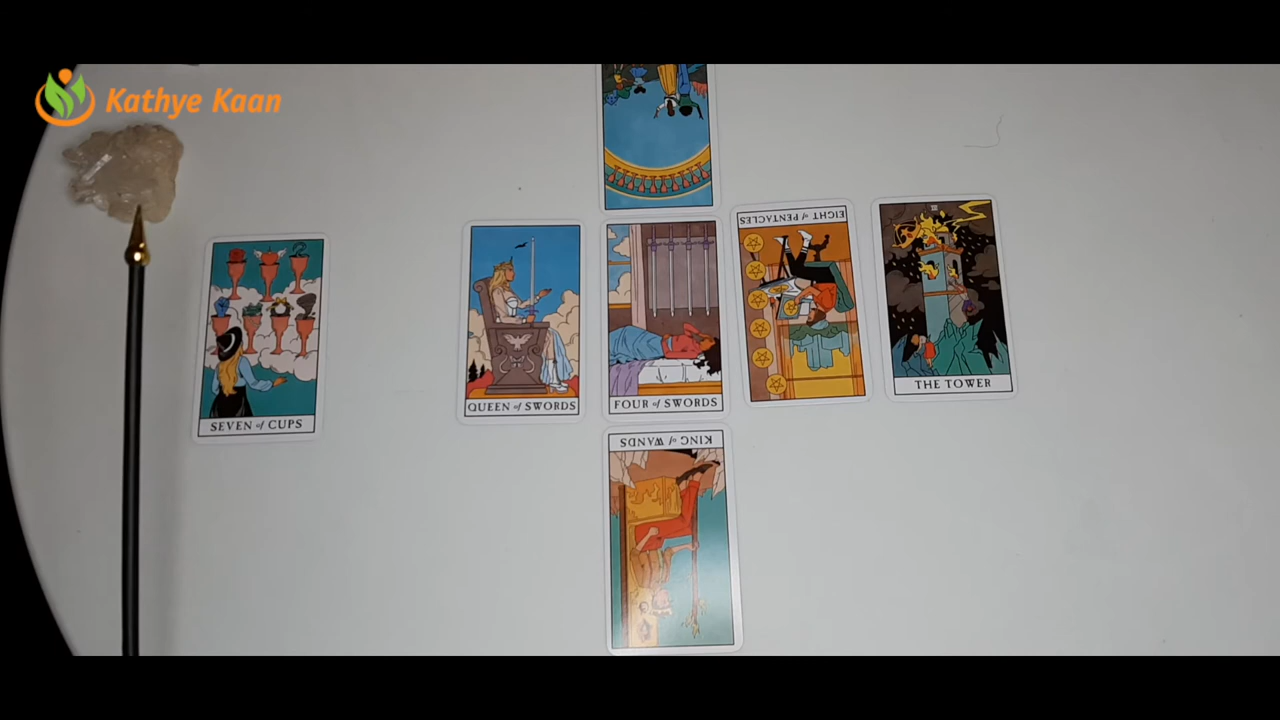 Kathye Kaan
EIGHT of PENTACLES
THE TOWER
QUEEN of SWORDS
FOUR of SWORDS
SEVEN of CUPS
KING of WANDS